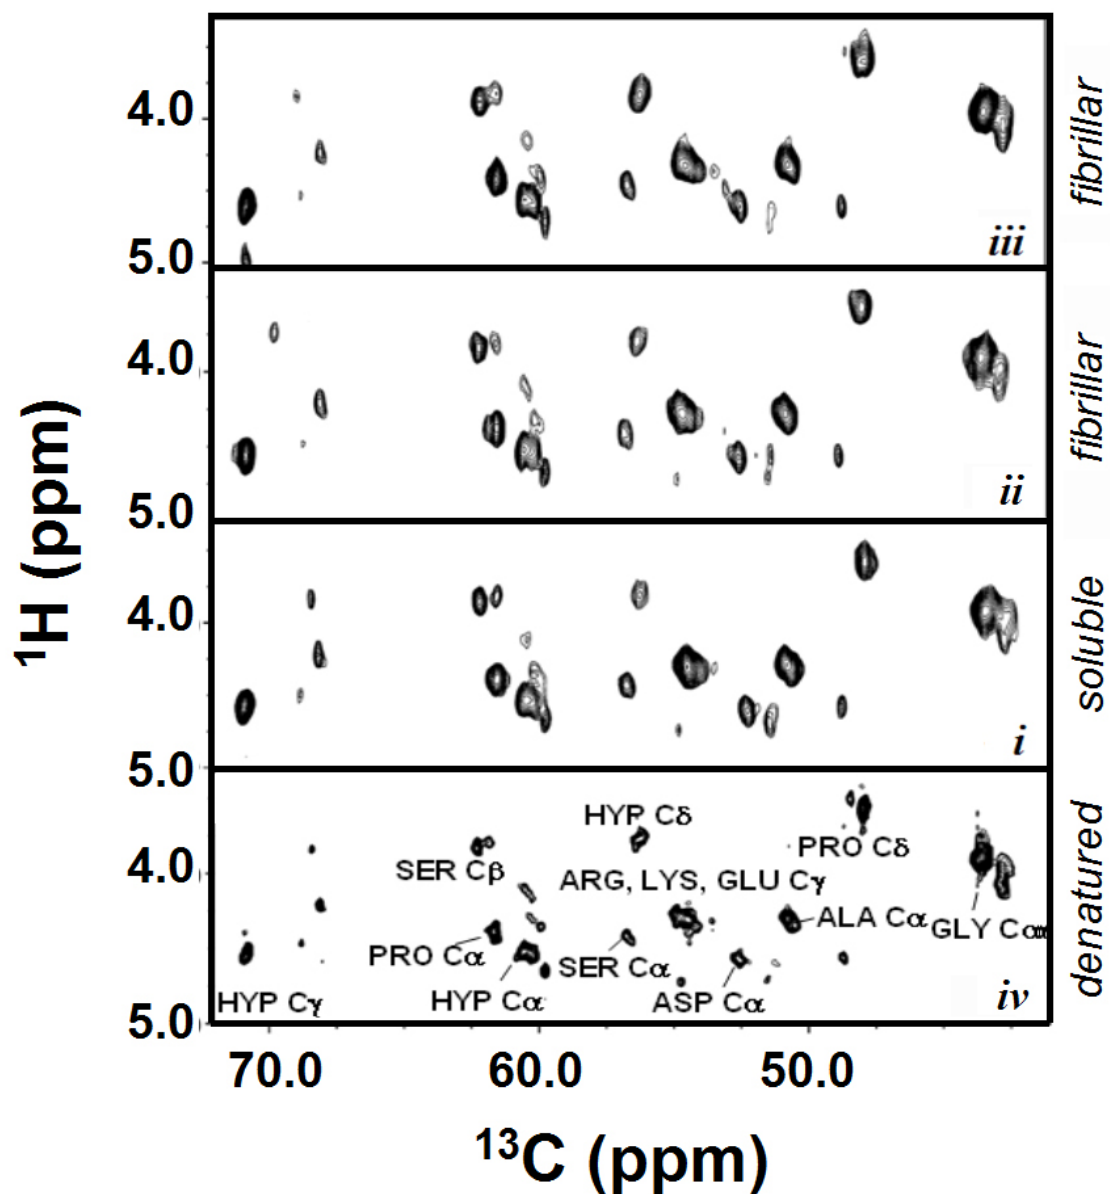 4.0
5.0
iii
fibrillar
4.0
5.0
ii
fibrillar
¹H (ppm)
4.0
5.0
i
soluble
HYP Cδ
PRO Cδ
SER Cβ
ARG, LYS, GLU Cγ
4.0
ALA Cα
GLY Cα
PRO Cα
SER Cα
HYP Cγ
HYP Cα
ASP Cα
iv
5.0
denatured
70.0 60.0 50.0
¹³C (ppm)